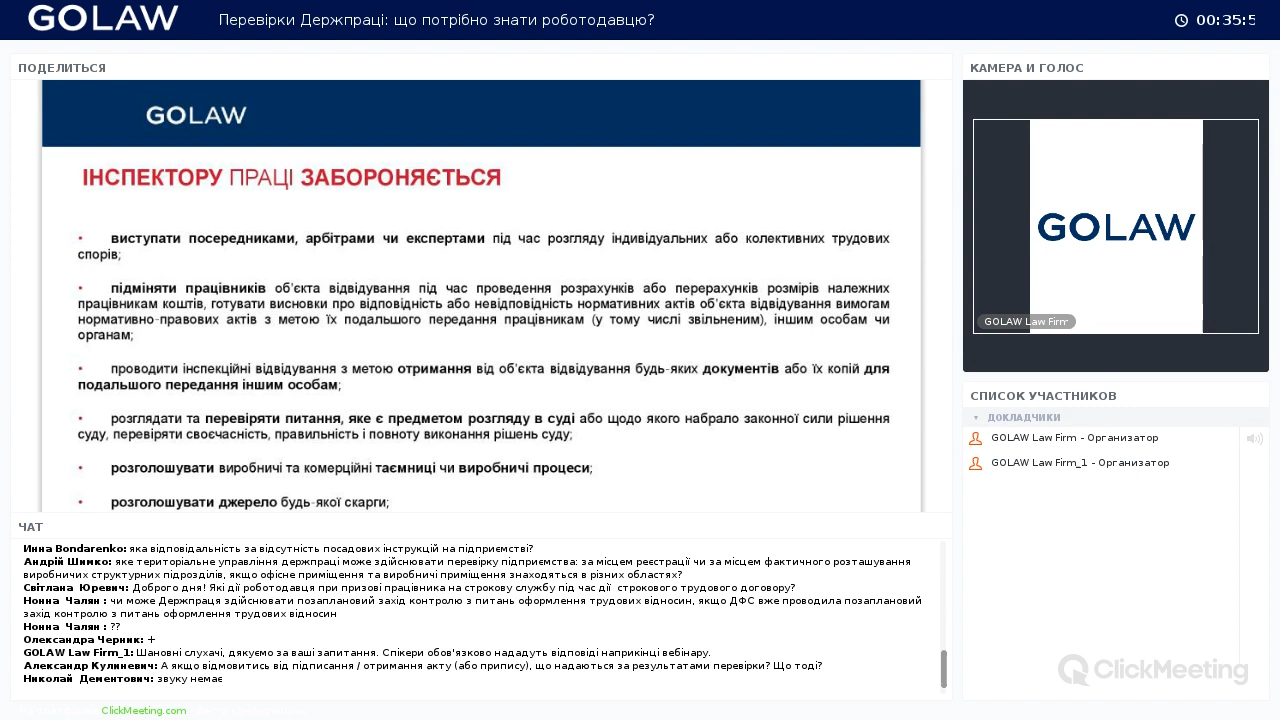 GOLAW
Перевірки Держпраці: що потрібно знати роботодавцю?
00:35:5
ПОДЕЛИТЬСЯ
GOLAW
ІНСПЕКТОРУ ПРАЦІ ЗАБОРОНЯЄТЬСЯ
• виступати посередниками, арбітрами чи експертами під час розгляду індивідуальних або колективних трудових
спорів;
• підміняти працівників об'єкта відвідування під час проведення розрахунків або перерахунків розмірів належних
працівникам коштів, готувати висновки про відповідність або невідповідність нормативних актів об'єкта відвідування вимогам
нормативно-правових актів з метою їх подальшого передання працівникам (у тому числі звільненим), іншим особам чи
органам;
• проводити інспекційні відвідування з метою отримання від об'єкта відвідування будь-яких документів або їх копій для
подальшого передання іншим особам;
• розглядати та перевіряти питання, яке є предметом розгляду в суді або щодо якого набрало законної сили рішення
суду, перевіряти своєчасність, правильність і повноту виконання рішень суду;
• розголошувати виробничі та комерційні таємниці чи виробничі процеси;
• розголошувати джерело будь-якої скарги;
ЧАТ
Инна Bondarenko: яка відповідальність за відсутність посадових інструкцій на підприємстві?
Андрій Шимко: яке територіальне управління держпраці може здійснювати перевірку підприємства: за місцем реєстрації чи за місцем фактичного розташування
виробничих структурних підрозділів, якщо офісне приміщення та виробничі приміщення знаходяться в різних областях?
Світлана Юревич: Доброго дня! Які дії роботодавця при призові працівника на строкову службу під час дії строкового трудового договору?
Нонна Чалян : чи може Держпраця здійснювати позаплановий захід контролю з питань оформлення трудових відносин, якщо ДФС вже проводила позаплановий
захід контролю з питань оформлення трудових відносин
Нонна Чалян : ??
Олександра Черник: +
GOLAW Law Firm_1: Шановні слухачі, дякуємо за ваші запитання. Спікери обов'язково нададуть відповіді наприкінці вебінару.
Александр Кулиневич: А якщо відмовитись від підписання / отримання акту (або припису), що надаються за результатами перевірки? Що тоді?
Николай Дементович: звуку немає
ClickMeeting.com
КАМЕРА И ГОЛОС
GOLAW
GOLAW Law Firm
СПИСОК УЧАСТНИКОВ
• ДОКЛАДЧИКИ
GOLAW Law Firm - Организатор
GOLAW Law Firm_1 - Организатор
ClickMeeting